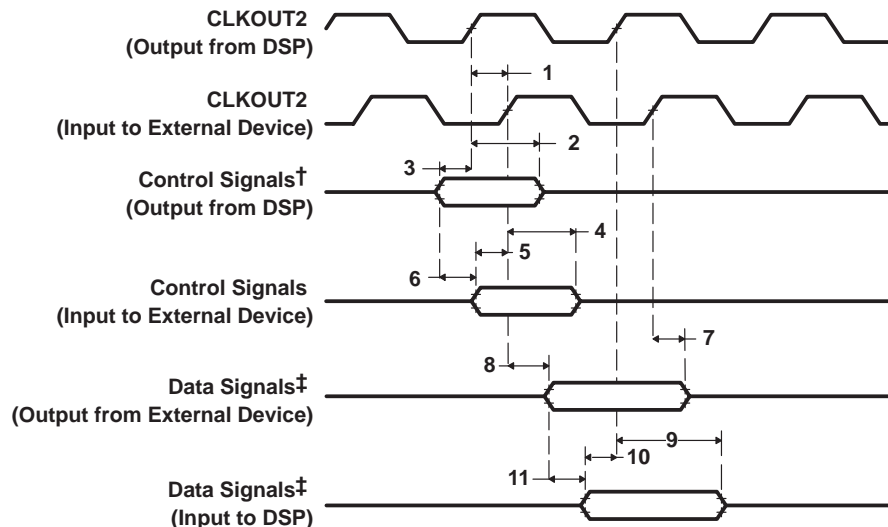 CLKOUT2
(Output from DSP)
1
CLKOUT2
(Input to External Device)
2
3
Control Signals†
(Output from DSP)
4
5
6
Control Signals
(Input to External Device)
7
8
Data Signals‡
(Output from External Device)
9
10
11
Data Signals‡
(Input to DSP)